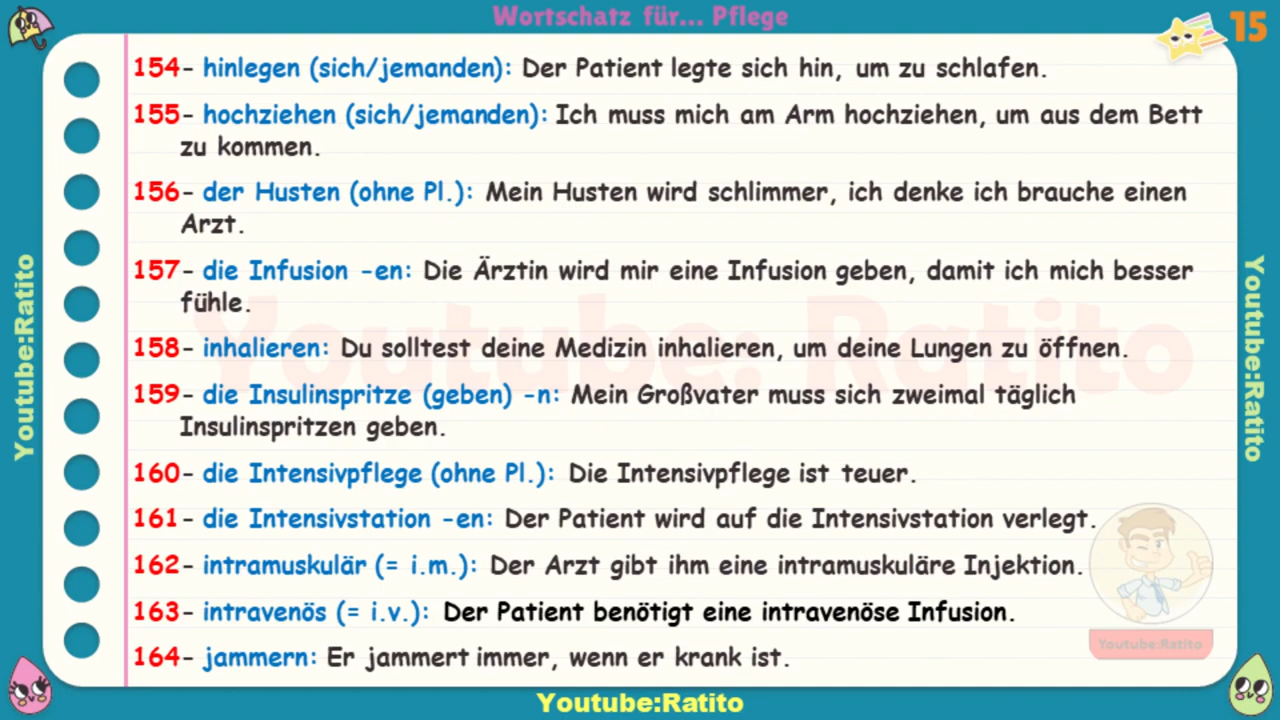 Wortschatz für... Pflege
15
154- hinlegen (sich/jemanden): Der Patient legte sich hin, um zu schlafen.
155- hochziehen (sich/jemanden): Ich muss mich am Arm hochziehen, um aus dem Bett
zu kommen.
156- der Husten (ohne Pl.): Mein Husten wird schlimmer, ich denke ich brauche einen
Arzt.
157- die Infusion -en: Die Ärztin wird mir eine Infusion geben, damit ich mich besser
fühle.
158- inhalieren: Du solltest deine Medizin inhalieren, um deine Lungen zu öffnen.
159- die Insulinspritze (geben) -n: Mein Großvater muss sich zweimal täglich
Insulinspritzen geben.
160- die Intensivpflege (ohne Pl.): Die Intensivpflege ist teuer.
161- die Intensivstation -en: Der Patient wird auf die Intensivstation verlegt.
162- intramuskulär (= i.m.): Der Arzt gibt ihm eine intramuskuläre Injektion.
163- intravenös (= i.v.): Der Patient benötigt eine intravenöse Infusion.
164- jammern: Er jammert immer, wenn er krank ist.
Youtube:Ratito
Youtube:Ratito
Youtube: Ratito
Youtube:Ratito
Youtube:Ratito